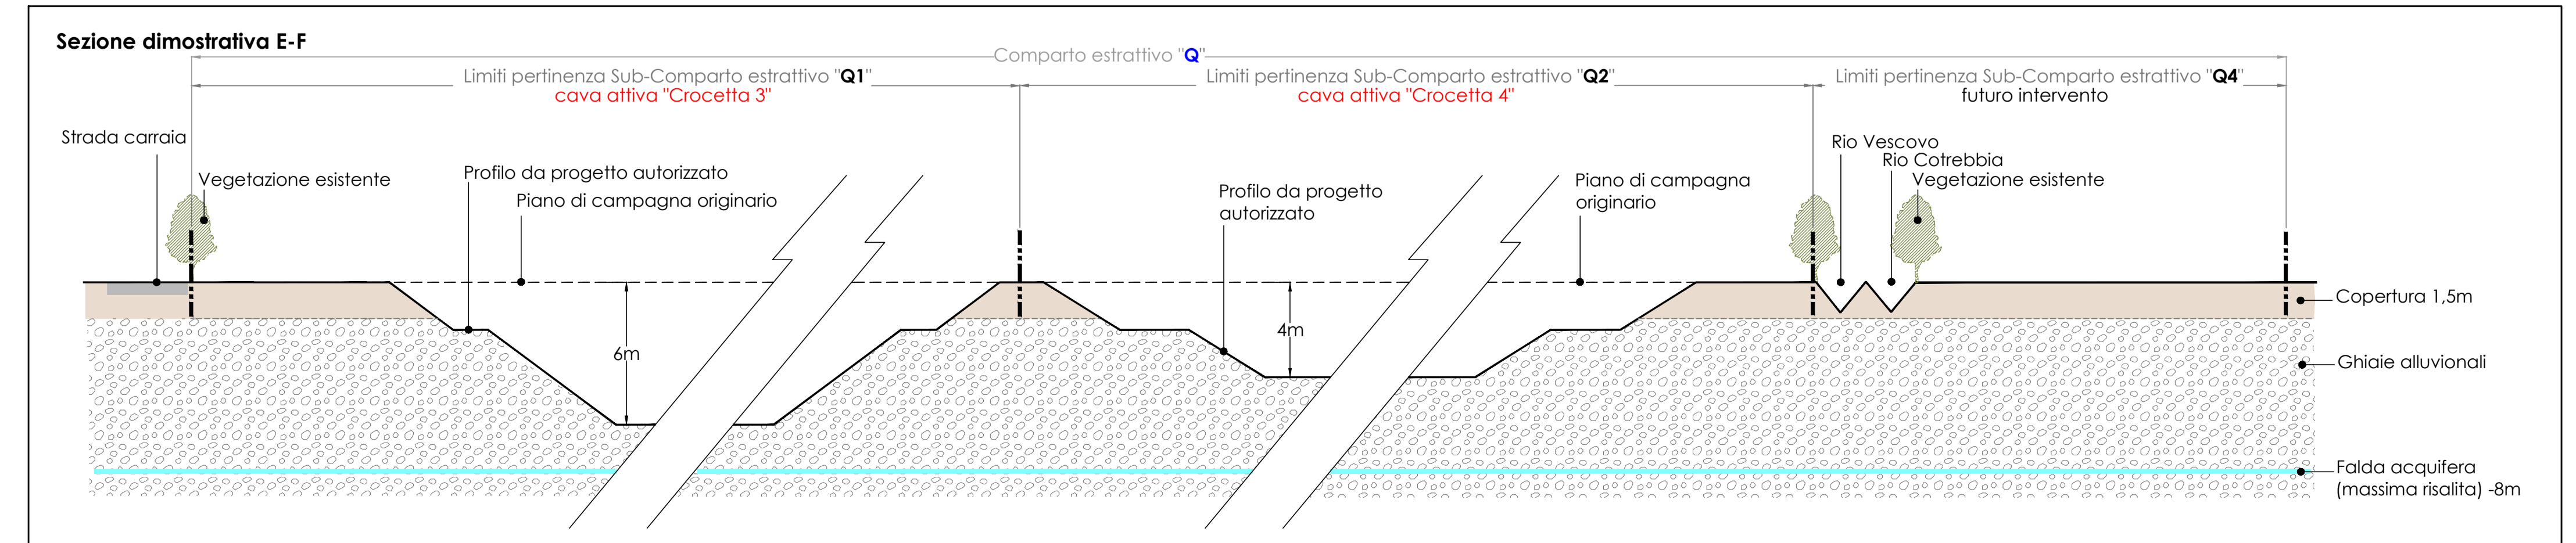 Sezione dimostrativa E-F
Comparto estrattivo "Q"
Limiti pertinenza Sub-Comparto estrattivo "Q1"
cava attiva "Crocetta 3"
Limiti pertinenza Sub-Comparto estrattivo "Q2"
cava attiva "Crocetta 4"
Limiti pertinenza Sub-Comparto estrattivo "Q4"
futuro intervento
Strada carraia
Vegetazione esistente
Profilo da progetto autorizzato
Piano di campagna originario
Profilo da progetto
autorizzato
Piano di campagna
originario
Rio Vescovo
Rio Cotrebbia
Vegetazione esistente
6m
4m
Copertura 1,5m
Ghiaie alluvionali
Falda acquifera
(massima risalita) -8m